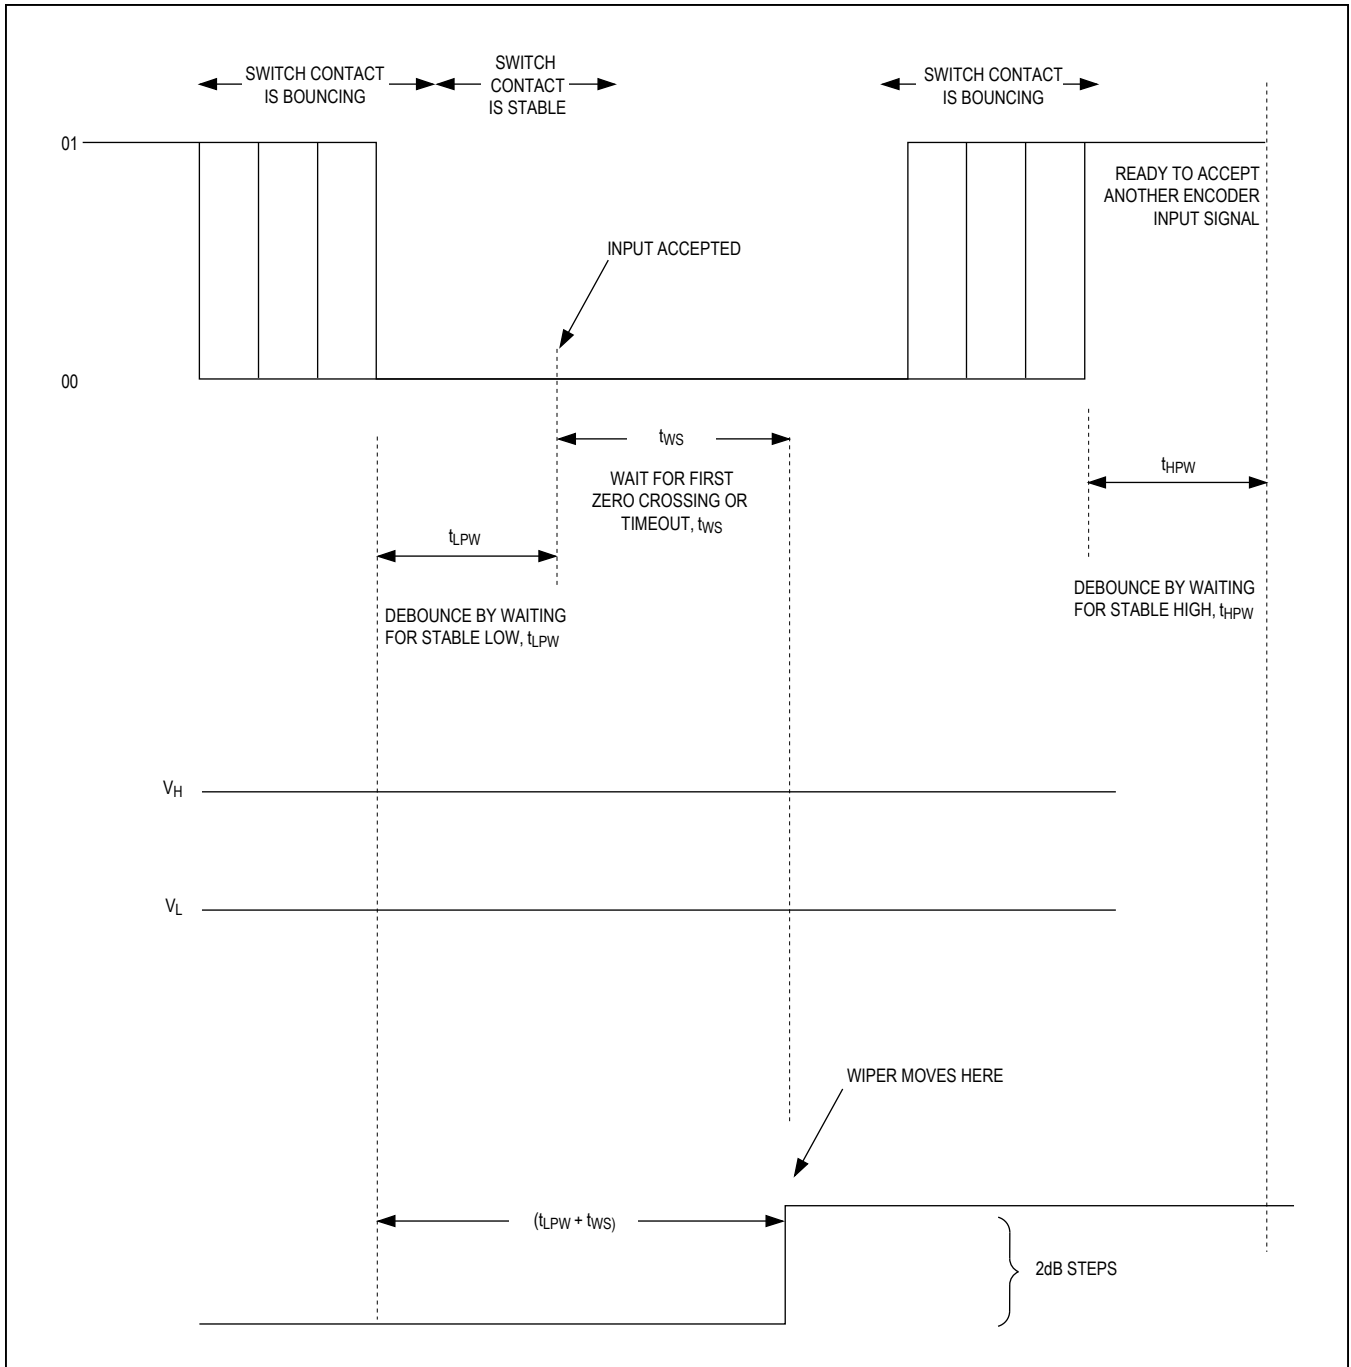 SWITCH CONTACT
IS BOUNCING
SWITCH
CONTACT
IS STABLE
SWITCH CONTACT
IS BOUNCING
01
READY TO ACCEPT
ANOTHER ENCODER
INPUT SIGNAL
INPUT ACCEPTED
00
tWS
WAIT FOR FIRST
ZERO CROSSING OR
TIMEOUT, tWS
tHPW
tLPW
DEBOUNCE BY WAITING
FOR STABLE HIGH, tHPW
DEBOUNCE BY WAITING
FOR STABLE LOW, tLPW
VH
VL
WIPER MOVES HERE
(tLPW + tWS)
2dB STEPS